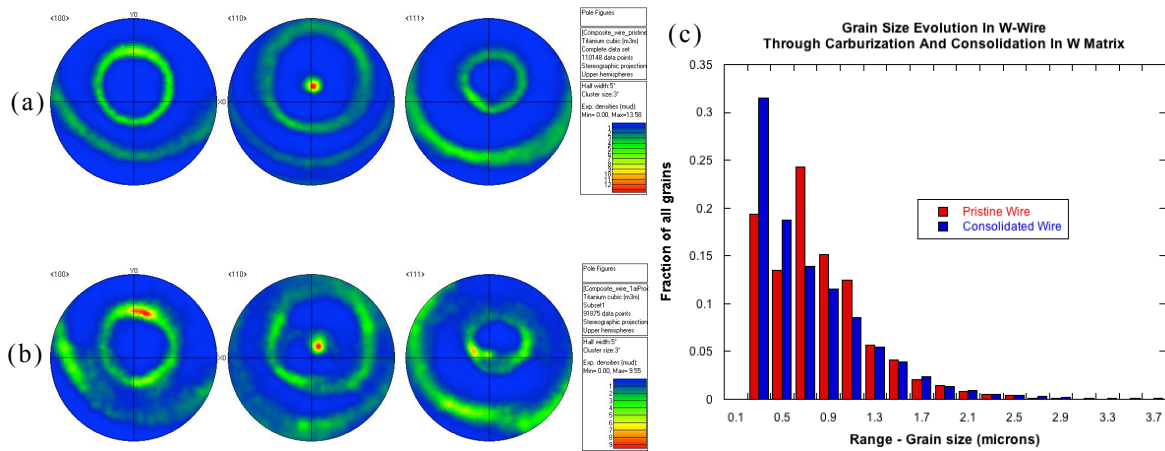 (a)
<100>
Y0
<110>
<111>
X0
Pole Figures
[Composite_wire_pristine
Titanium cubic (m3m)
Complete data set
110148 data points
Stereographic projection
Upper hemispheres
Half width:5°
Cluster size:3°
Exp. densities (mud):
Min= 0.00, Max=13.58
1
2
3
4
5
6
7
8
9
10
11
12
(b)
<100>
Y0
<110>
<111>
X0
Pole Figures
[Composite_wire_1aiProc
Titanium cubic (m3m)
Subset1
91875 data points
Stereographic projection
Upper hemispheres
Half width:5°
Cluster size:3°
Exp. densities (mud):
Min= 0.00, Max= 9.55
1
2
3
4
5
6
7
8
9
(c)
Grain Size Evolution In W-Wire
Through Carburization And Consolidation In W Matrix
Fraction of all grains
0.35
0.3
0.25
0.2
0.15
0.1
0.05
0
Pristine Wire
Consolidated Wire
0.1 0.5 0.9 1.3 1.7 2.1 2.5 2.9 3.3 3.7
Range - Grain size (microns)